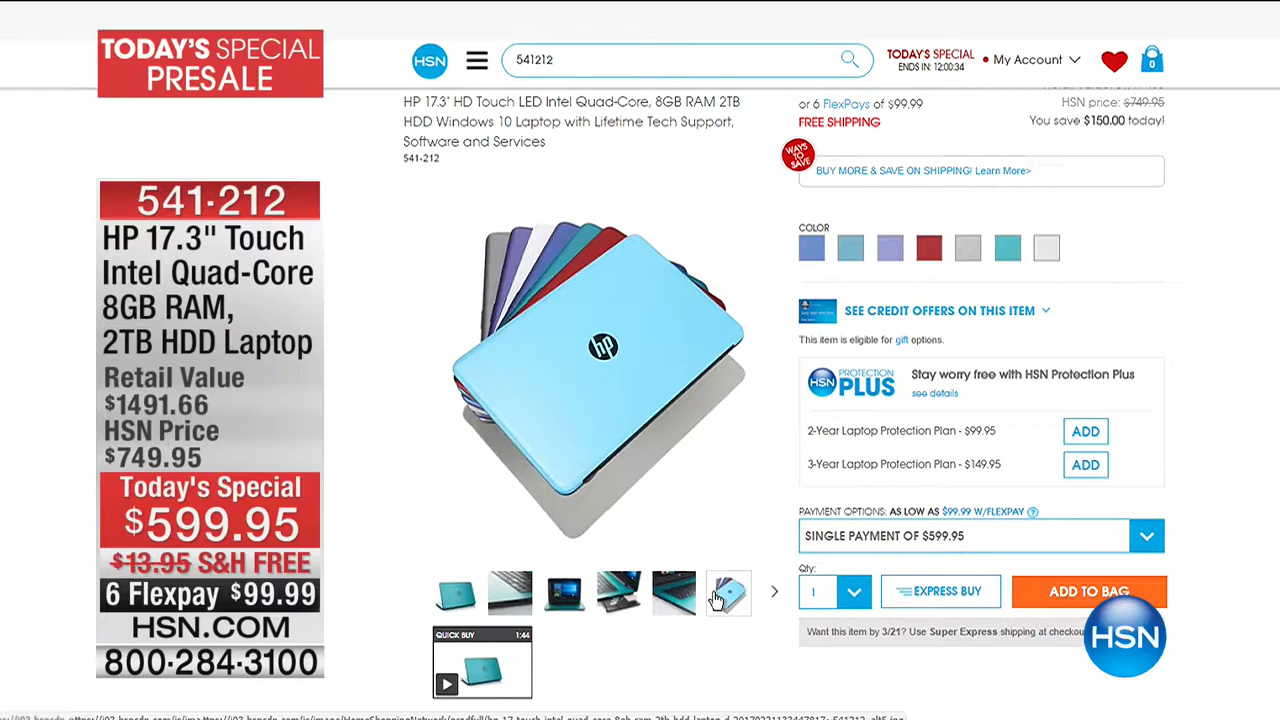 TODAY'S SPECIAL
PRESALE
541·212
HP 17.3" Touch
Intel Quad-Core
8GB RAM,
2TB HDD Laptop
Retail Value
$1491.66
HSN Price
$749.95
Today's Special
$599.95
$13.95 S&H FREE
6 Flexpay $99.99
HSN.COM
800·284·3100
HSN
541212
TODAY'S SPECIAL
ENDS IN: 12:00:34
My Account
0
HP 17.3" HD Touch LED Intel Quad-Core, 8GB RAM 2TB
HDD Windows 10 Laptop with Lifetime Tech Support,
Software and Services
541-212
hp
QUICK BUY 1:44
HSN price: $749.95
or 6 FlexPays of $99.99
You save $150.00 today!
FREE SHIPPING
WAYS
TO
SAVE
BUY MORE & SAVE ON SHIPPING! Learn More>
COLOR
SEE CREDIT OFFERS ON THIS ITEM
This item is eligible for gift options.
HSN PROTECTION
PLUS
Stay worry free with HSN Protection Plus
see details
2-Year Laptop Protection Plan - $99.95
ADD
3-Year Laptop Protection Plan - $149.95
ADD
PAYMENT OPTIONS: AS LOW AS $99.99 W/FLEXPAY ?
SINGLE PAYMENT OF $599.95
Qty:
1
EXPRESS BUY
ADD TO BAG
Want this item by 3/21? Use Super Express shipping at checkou
HSN